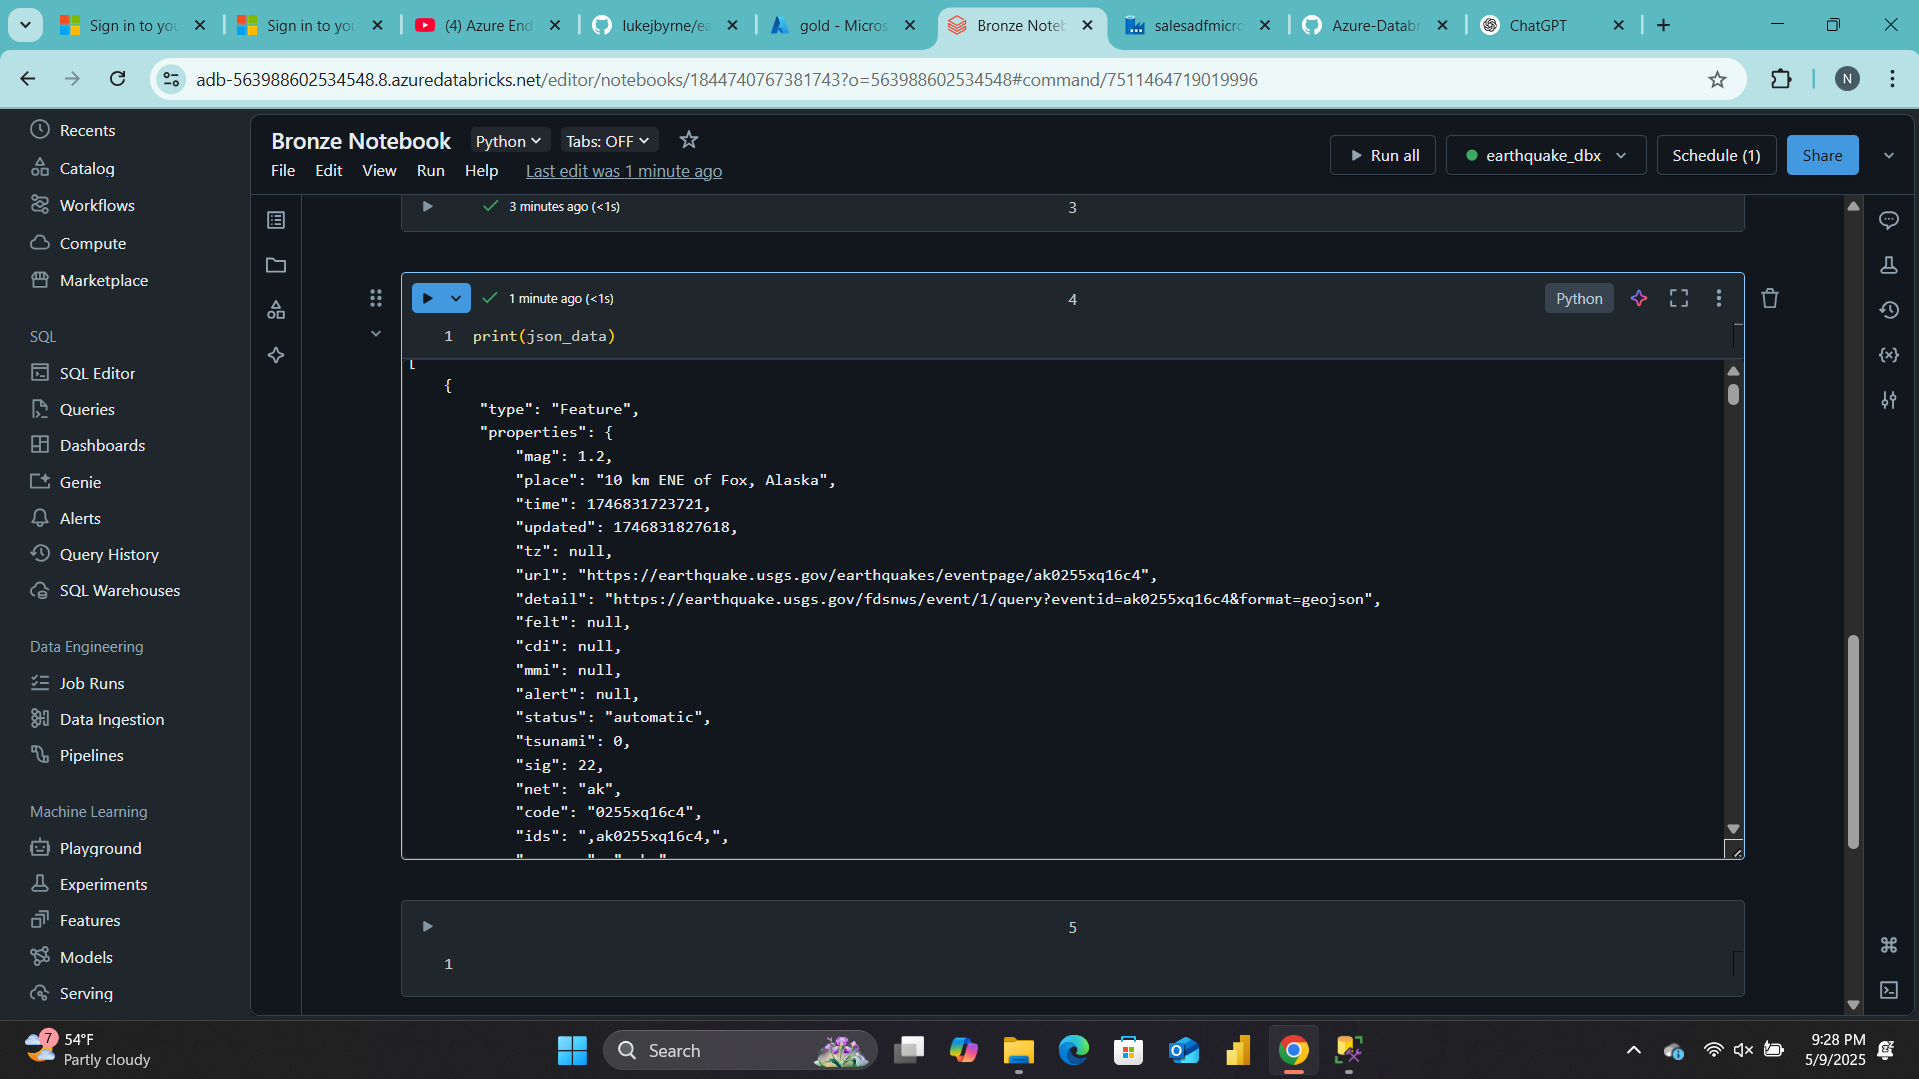 Sign in to you
Sign in to you
(4) Azure End
lukejbyrne/ea
gold - Micros
Bronze Noteb
salesadfmicro
Azure-Databr
ChatGPT
adb-563988602534548.8.azuredatabricks.net/editor/notebooks/1844740767381743?o=563988602534548#command/7511464719019996
N
Recents
Catalog
Workflows
Compute
Marketplace
SQL
SQL Editor
Queries
Dashboards
Genie
Alerts
Query History
SQL Warehouses
Data Engineering
Job Runs
Data Ingestion
Pipelines
Machine Learning
Playground
Experiments
Features
Models
Serving
Bronze Notebook
Python
Tabs: OFF
File Edit View Run Help Last edit was 1 minute ago
Run all
earthquake_dbx
Schedule (1)
Share
3 minutes ago (<1s)
3
1 minute ago (<1s)
4
Python
1 print(json_data)
[
{
"type": "Feature",
"properties": {
"mag": 1.2,
"place": "10 km ENE of Fox, Alaska",
"time": 1746831723721,
"updated": 1746831827618,
"tz": null,
"url": "https://earthquake.usgs.gov/earthquakes/eventpage/ak0255xq16c4",
"detail": "https://earthquake.usgs.gov/fdsnws/event/1/query?eventid=ak0255xq16c4&format=geojson",
"felt": null,
"cdi": null,
"mmi": null,
"alert": null,
"status": "automatic",
"tsunami": 0,
"sig": 22,
"net": "ak",
"code": "0255xq16c4",
"ids": ",ak0255xq16c4,",
5
1
7
54°F
Partly cloudy
Search
9:28 PM
5/9/2025